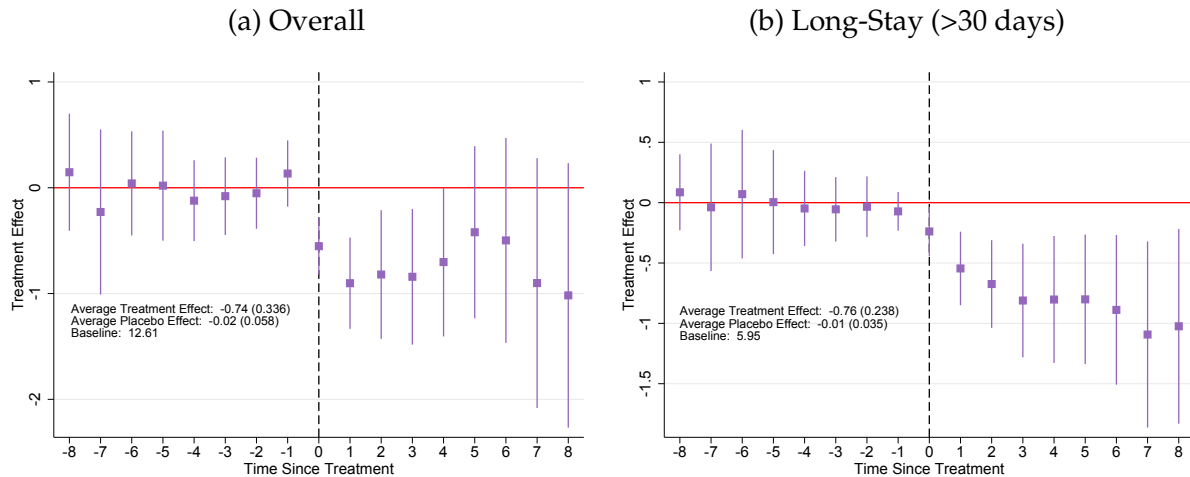 (a) Overall
1
0
-1
-2
Treatment Effect
Average Treatment Effect: -0.74 (0.336)
Average Placebo Effect: -0.02 (0.058)
Baseline: 12.61
-8 -7 -6 -5 -4 -3 -2 -1 0 1 2 3 4 5 6 7 8
Time Since Treatment
(b) Long-Stay (>30 days)
1
.5
0
-.5
-1
-1.5
Treatment Effect
Average Treatment Effect: -0.76 (0.238)
Average Placebo Effect: -0.01 (0.035)
Baseline: 5.95
-8 -7 -6 -5 -4 -3 -2 -1 0 1 2 3 4 5 6 7 8
Time Since Treatment